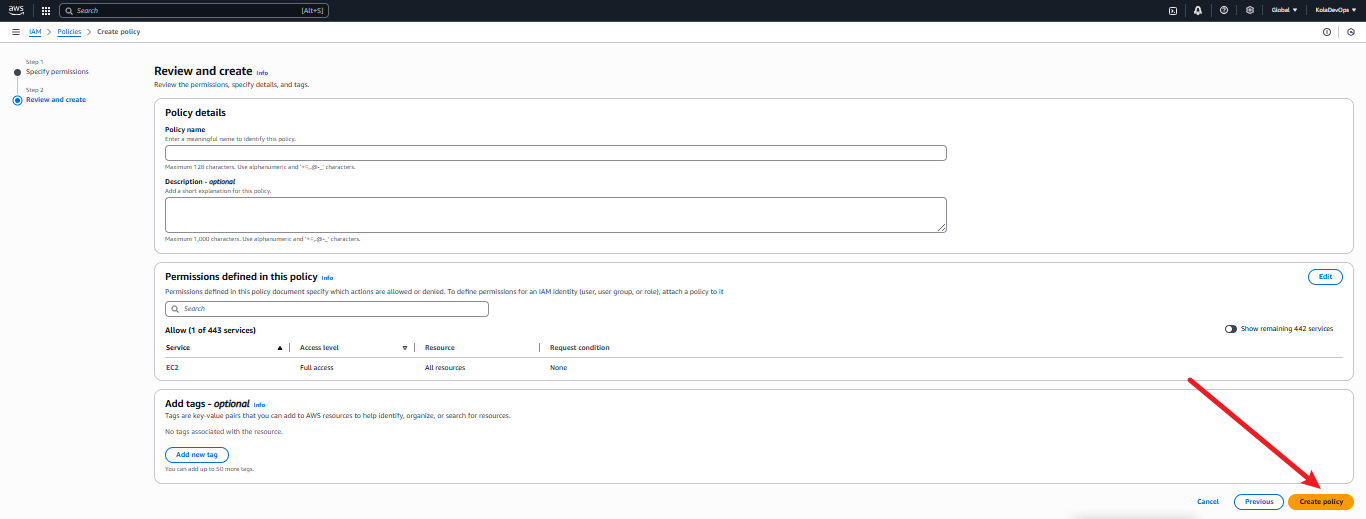 aws
Search
[Alt+S]
Global
KoladevOps
IAM
Policies
Create policy
Step 1
Specify permissions
Step 2
Review and create
Review and create Info
Review the permissions, specify details, and tags.
Policy details
Policy name
Enter a meaningful name to identify this policy.
Maximum 128 characters. Use alphanumeric and '+=,.@-_' characters.
Description - optional
Add a short explanation for this policy.
Maximum 1,000 characters. Use alphanumeric and '+=,.@-_' characters.
Permissions defined in this policy Info
Edit
Permissions defined in this policy document specify which actions are allowed or denied. To define permissions for an IAM identity (user, user group, or role), attach a policy to it
Search
Allow (1 of 443 services)
Show remaining 442 services
Service
Access level
Resource
Request condition
EC2
Full access
All resources
None
Add tags - optional Info
Tags are key-value pairs that you can add to AWS resources to help identify, organize, or search for resources.
No tags associated with the resource.
Add new tag
You can add up to 50 more tags.
Cancel
Previous
Create policy